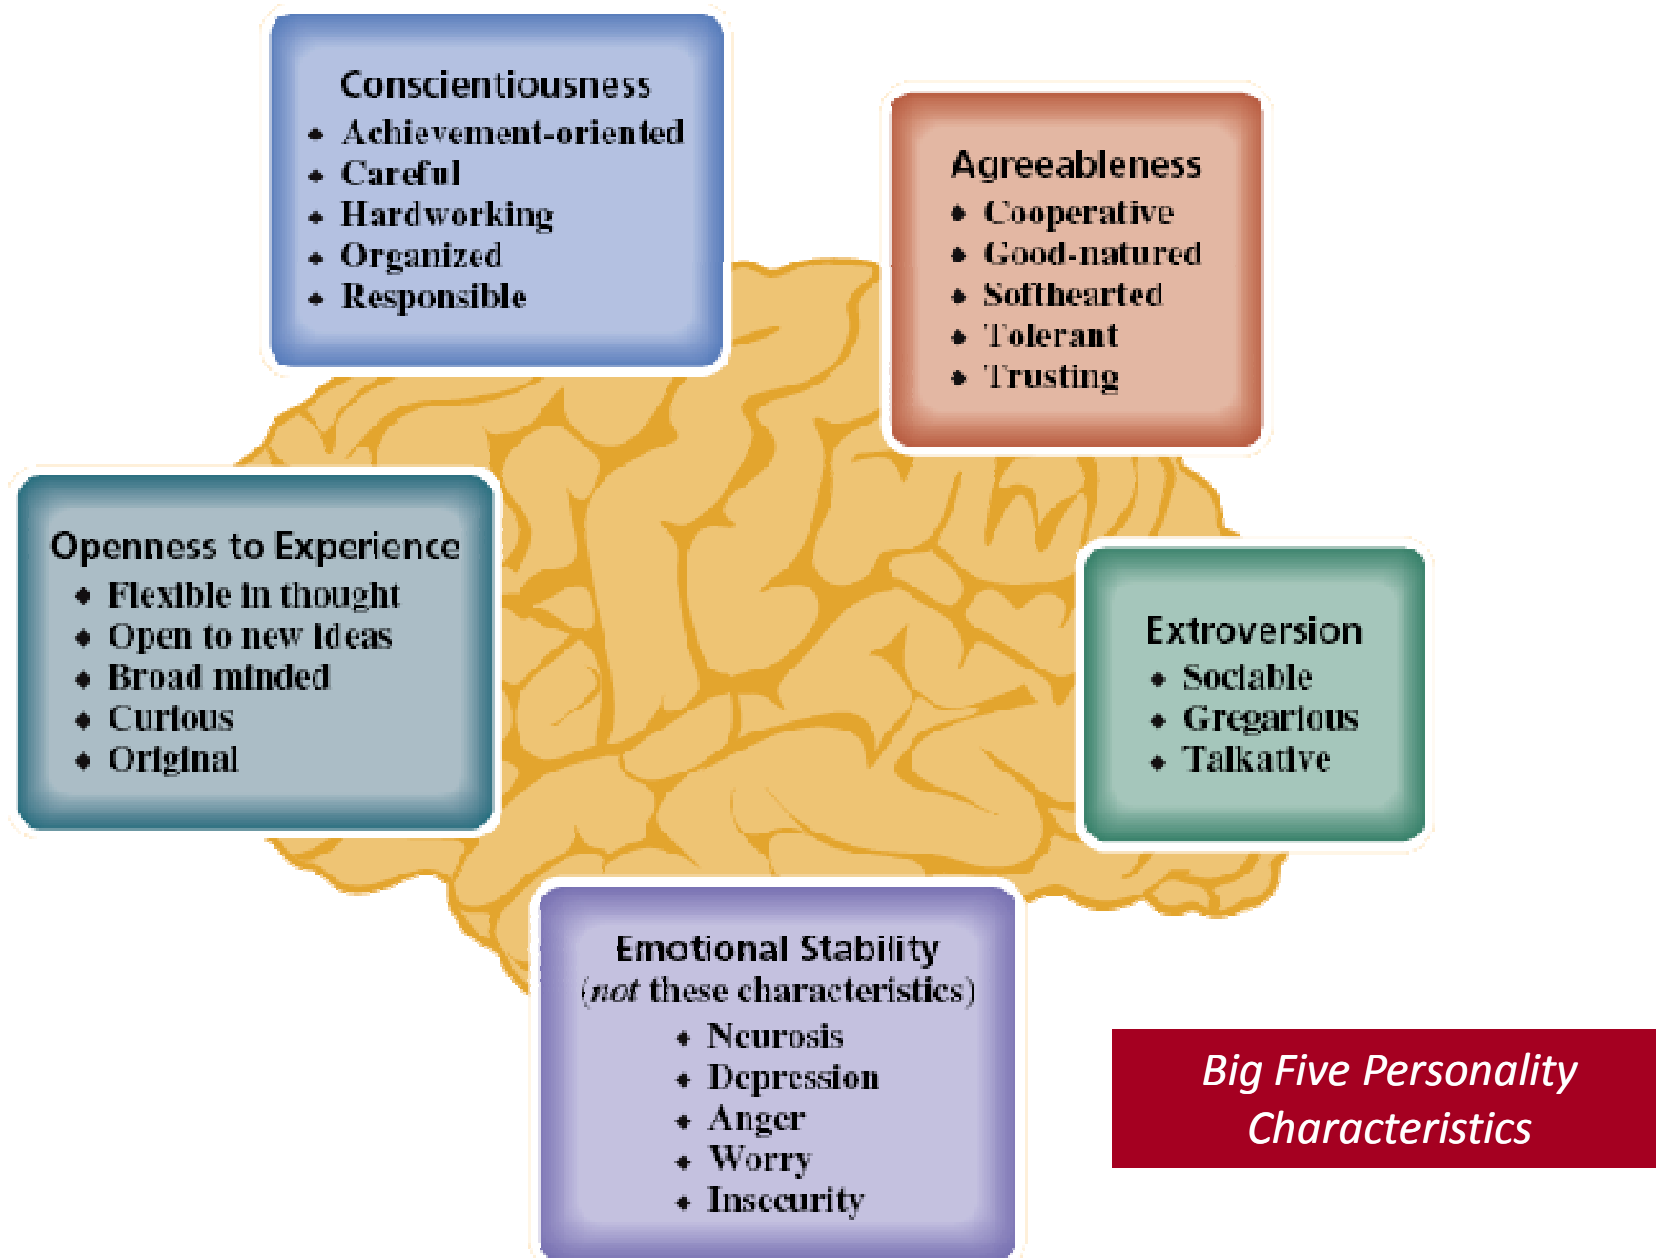 Conscientiousness
Achievement-oriented
Careful
Hardworking
Organized
Responsible
Agreeableness
Cooperative
Good-natured
Softhearted
Tolerant
Trusting
Openness to Experience
Flexible in thought
Open to new ideas
Broad minded
Curious
Original
Extroversion
Sociable
Gregarious
Talkative
Emotional Stability
(not these characteristics)
Neurosis
Depression
Anger
Worry
Insecurity
Big Five Personality
Characteristics